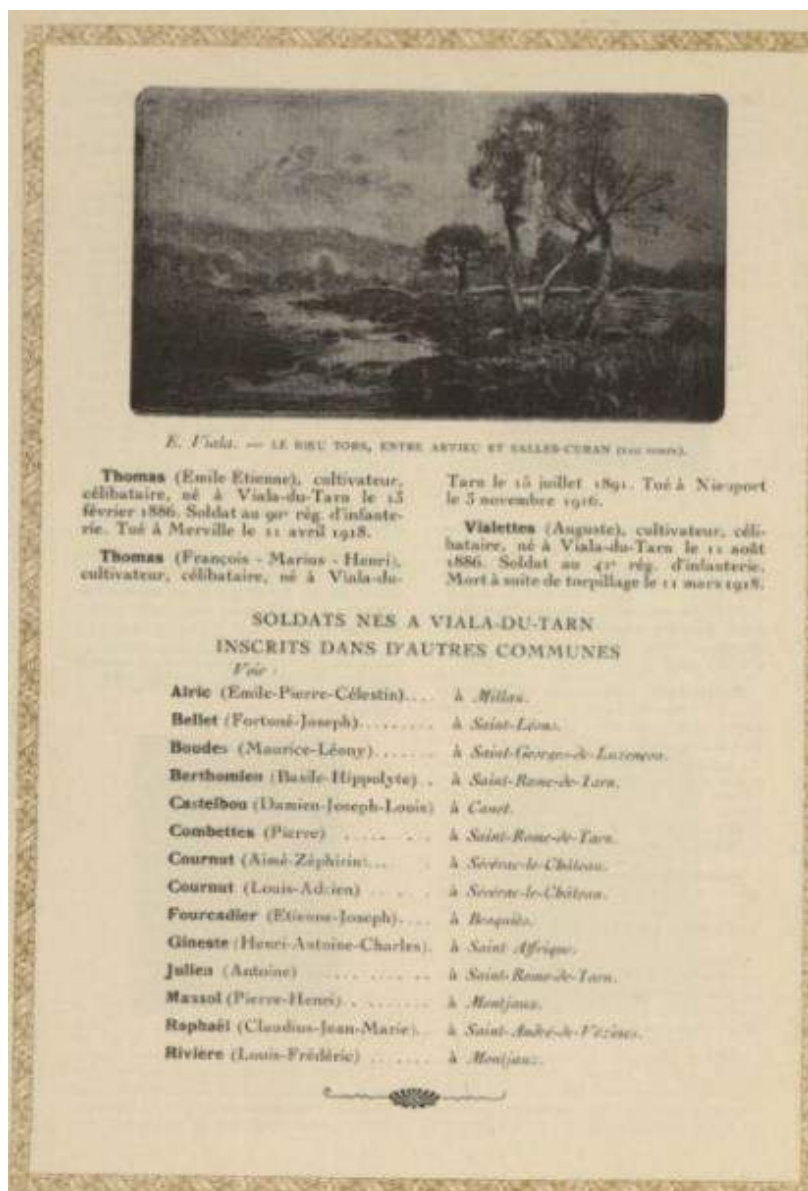 E. Viala. — LE RIEU TORS, ENTRE ARTIEU ET SALLES-CURAN
Thomas (Emile Etienne), cultivateur,
célibataire, né à Viala-du-Tarn le 13
février 1886. Soldat au 90e rég. d'infante-
rie. Tué à Merville le 11 avril 1918.
Thomas (François - Marius - Henri),
cultivateur, célibataire, né à Viala-du-
Tarn le 15 juillet 1891. Tué à Nieuport
le 5 novembre 1916.
Vialettes (Auguste), cultivateur, céli-
bataire, né à Viala-du-Tarn le 11 août
1886. Soldat au 42e rég. d'infanterie.
Mort à suite de torpillage le 11 mars 1918.
SOLDATS NES A VIALA-DU-TARN
INSCRITS DANS D'AUTRES COMMUNES
Voir :
Alric (Emile-Pierre-Célestin).... à Millau.
Bellet (Fortuné-Joseph)......... à Saint-Léons.
Boudes (Maurice-Léony)....... à Saint-Georges-de-Luzençon.
Berthomieu (Basile-Hippolyte) . à Saint-Rome-de-Tarn.
Castelbou (Damien-Joseph-Louis) à Canet.
Combettes (Pierre) ....... à Saint-Rome-de-Tarn.
Cournut (Aimé-Zéphirin)... . à Sévérac-le-Château.
Cournut (Louis-Adrien) .. . . à Sévérac-le-Château.
Fourcadier (Etienne-Joseph).... à Broquiès.
Gineste (Henri-Antoine-Charles). à Saint-Affrique.
Julien (Antoine) .... .... .. à Saint-Rome-de-Tarn.
Massol (Pierre-Henri).. ....... à Montjaux.
Raphaël (Claudius-Jean-Marie).. à Saint-André-de-Vézines.
Rivière (Louis-Frédéric) .. .... à Montjaux.